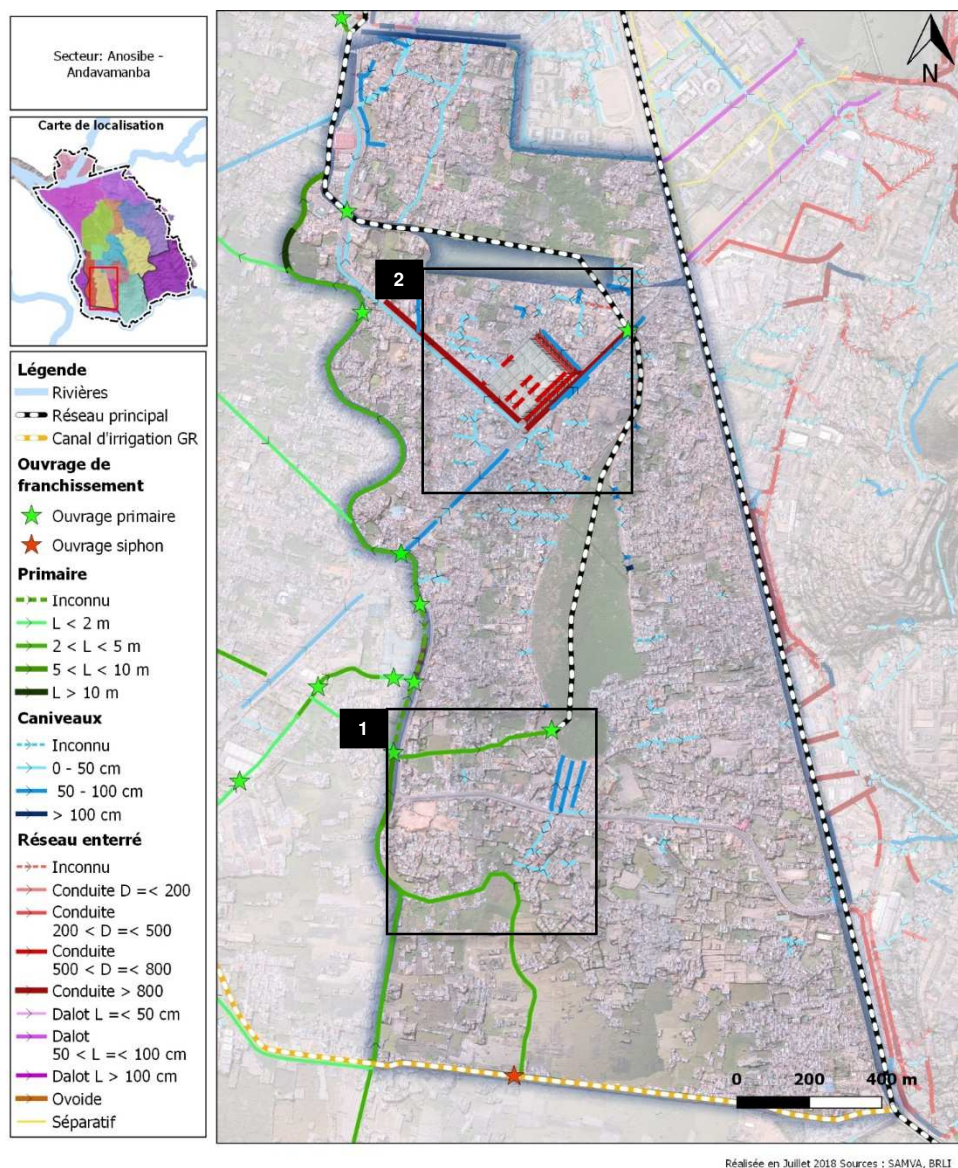 Secteur: Anosibe -
Andavamanba
Carte de localisation
Légende
Rivières
Réseau principal
Canal d'irrigation GR
Ouvrage de
franchissement
Ouvrage primaire
Ouvrage siphon
Primaire
Inconnu
L < 2 m
2 < L < 5 m
5 < L < 10 m
L > 10 m
Caniveaux
Inconnu
0 - 50 cm
50 - 100 cm
> 100 cm
Réseau enterré
Inconnu
Conduite D =< 200
Conduite
200 < D =< 500
Conduite
500 < D =< 800
Conduite > 800
Dalot L =< 50 cm
Dalot
50 < L =< 100 cm
Dalot L > 100 cm
Ovoide
Séparatif
N
2
1
0 200 400 m
Réalisée en Juillet 2018 Sources : SAMVA, BRLI